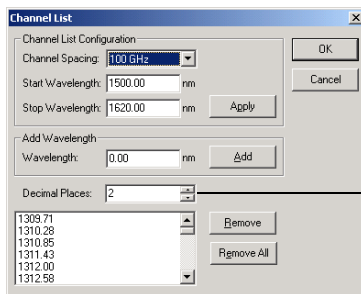 Channel List
Channel List Configuration
Channel Spacing: 100 GHz
Start Wavelength: 1500.00 nm
Stop Wavelength: 1620.00 nm Apply
OK
Cancel
Add Wavelength
Wavelength: 0.00 nm Add
Decimal Places: 2
1309.71
1310.28
1310.85
1311.43
1312.00
1312.58
Remove
Remove All